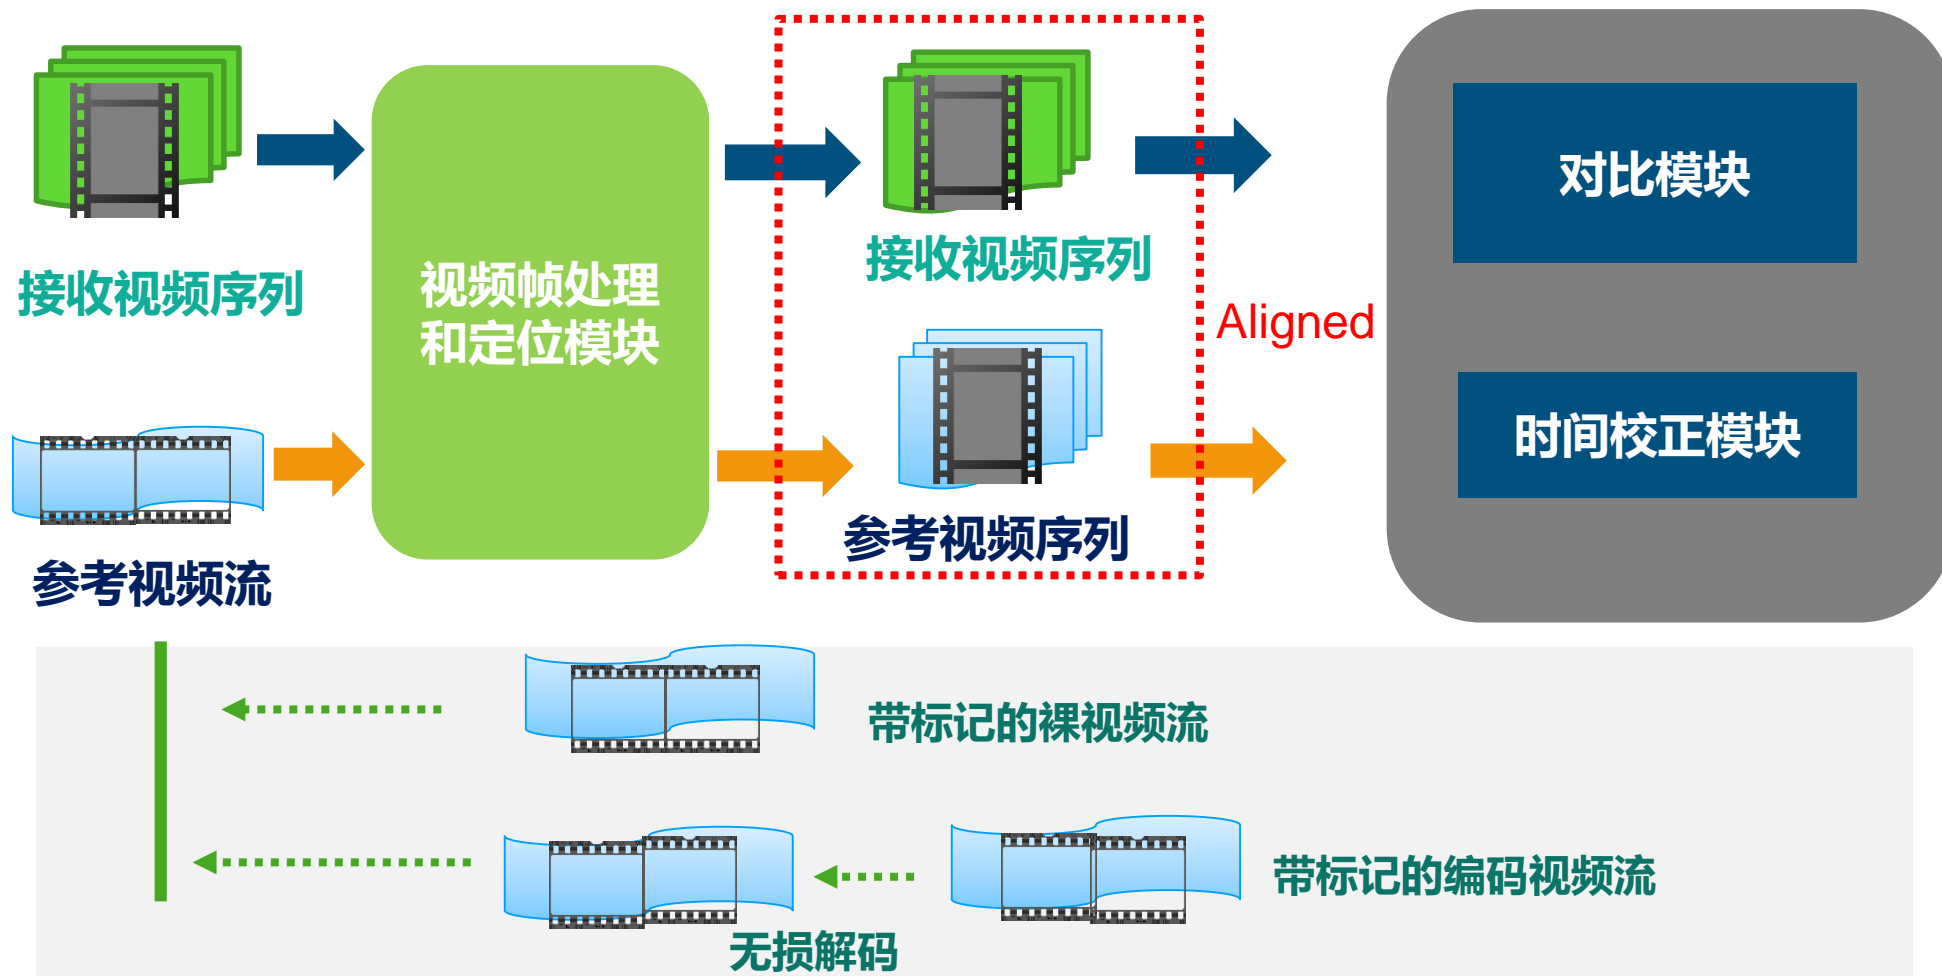 接收视频序列
参考视频流
视频帧处理
和定位模块
接收视频序列
参考视频序列
Aligned
对比模块
时间校正模块
带标记的裸视频流
带标记的编码视频流
无损解码